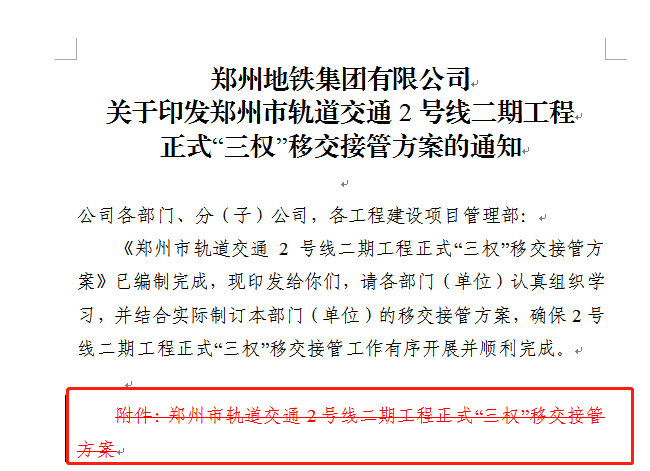 郑州地铁集团有限公司
关于印发郑州市轨道交通 2 号线二期工程
正式“三权”移交接管方案的通知
公司各部门、分（子）公司，各工程建设项目管理部：
《郑州市轨道交通 2 号线二期工程正式“三权”移交接管方
案》已编制完成，现印发给你们，请各部门（单位）认真组织学
习，并结合实际制订本部门（单位）的移交接管方案，确保 2 号
线二期工程正式“三权”移交接管工作有序开展并顺利完成。
附件：郑州市轨道交通 2 号线二期工程正式“三权”移交接管
方案